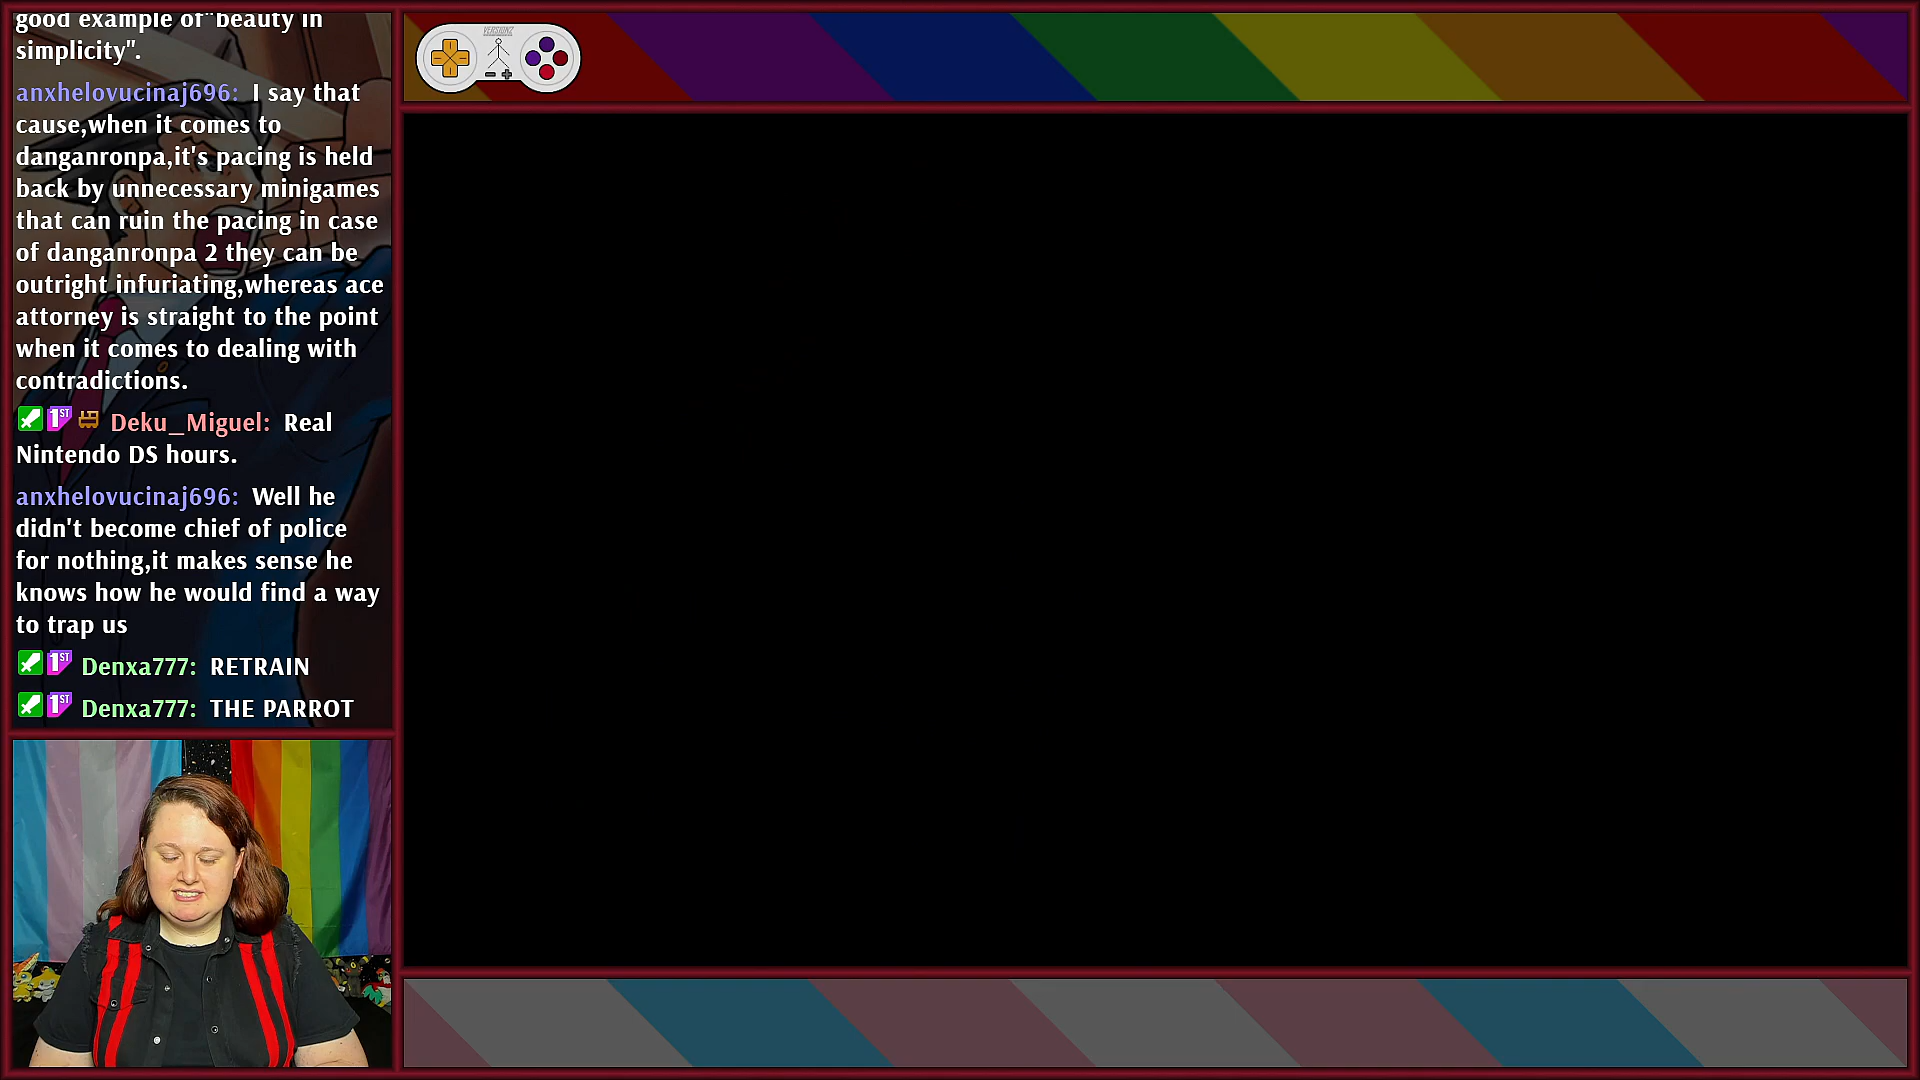 good example of"beauty in
simplicity".
anxhelovucinaj696: I say that
cause,when it comes to
danganronpa,it's pacing is held
back by unnecessary minigames
that can ruin the pacing in case
of danganronpa 2 they can be
outright infuriating,whereas ace
attorney is straight to the point
when it comes to dealing with
contradictions.
1ST Deku_Miguel: Real
Nintendo DS hours.
anxhelovucinaj696: Well he
didn't become chief of police
for nothing,it makes sense he
knows how he would find a way
to trap us
1ST Denxa777: RETRAIN
1ST Denxa777: THE PARROT
VERSIONZ